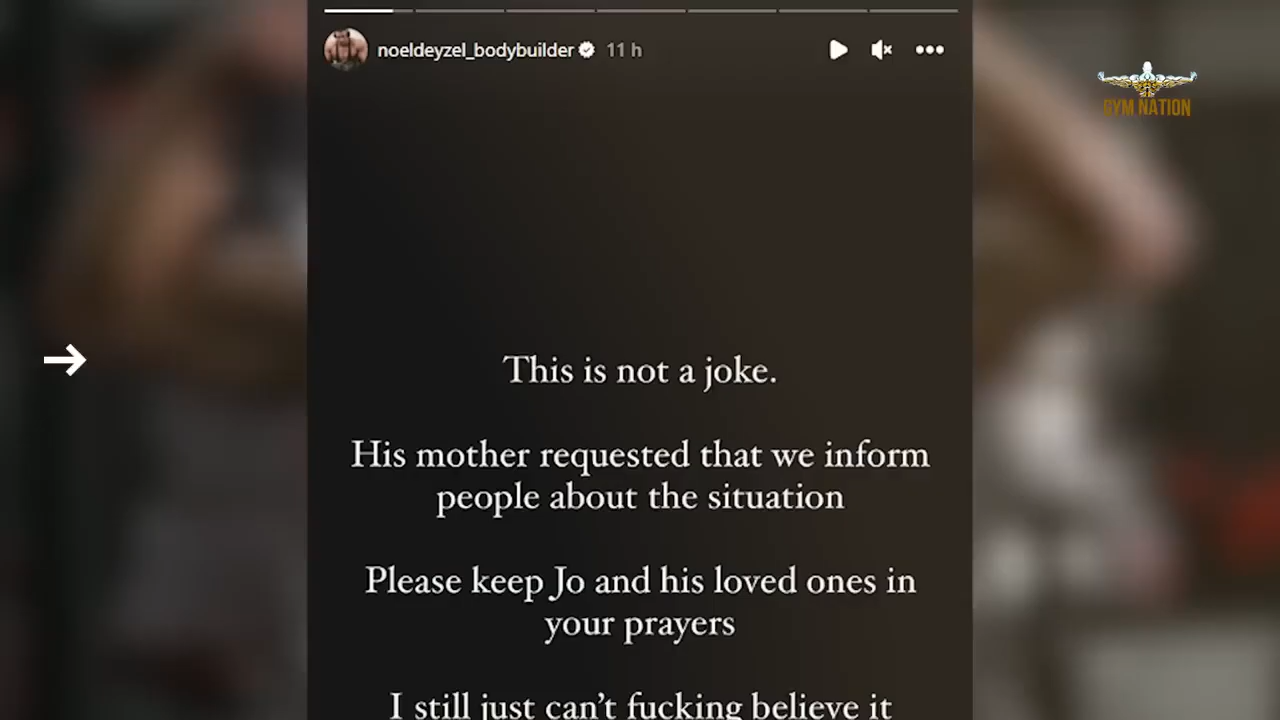 noeldeyzel_bodybuilder 11 h
GYM NATION
This is not a joke.
His mother requested that we inform
people about the situation
Please keep Jo and his loved ones in
your prayers
I still just can't fucking believe it